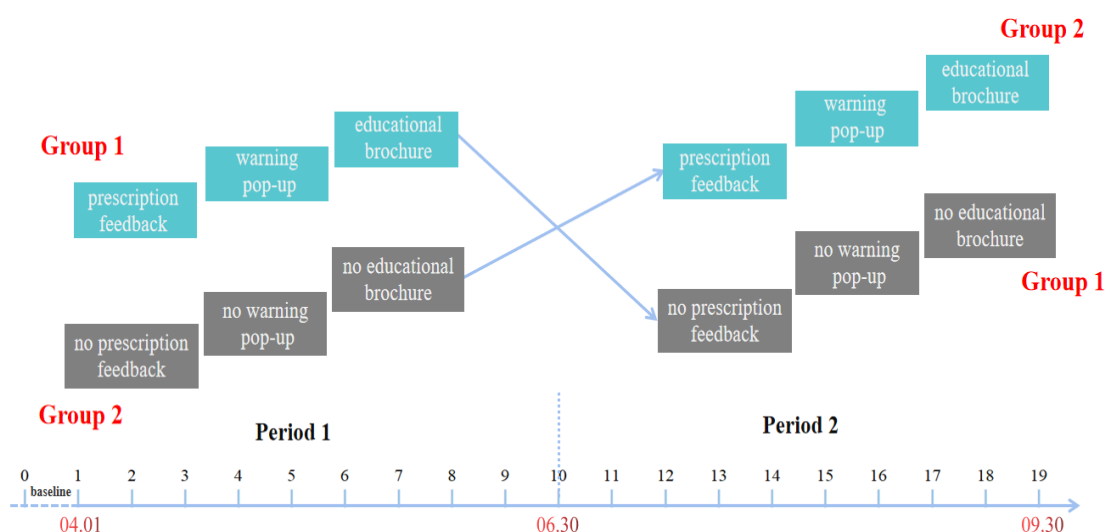 Group 2
educational
brochure
warning
pop-up
educational
brochure
Group 1
warning
pop-up
prescription
feedback
prescription
feedback
no educational
brochure
no warning
pop-up
no educational
brochure
Group 1
no warning
pop-up
no prescription
feedback
no prescription
feedback
Group 2
Period 1
Period 2
0 1 2 3 4 5 6 7 8 9 10 11 12 13 14 15 16 17 18 19
baseline
04.01 06.30 09.30